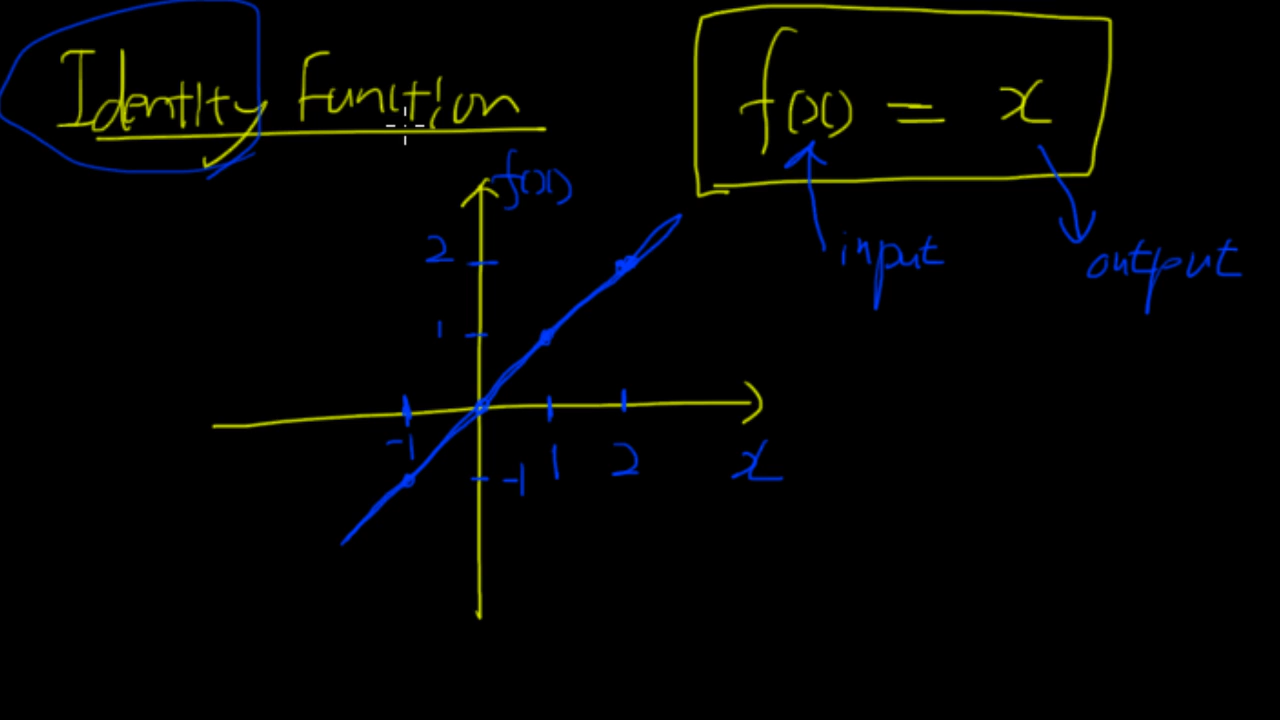 Identity Function
f(x) = x
input
output
f(x)
2
1
-1
1
2
x
-1